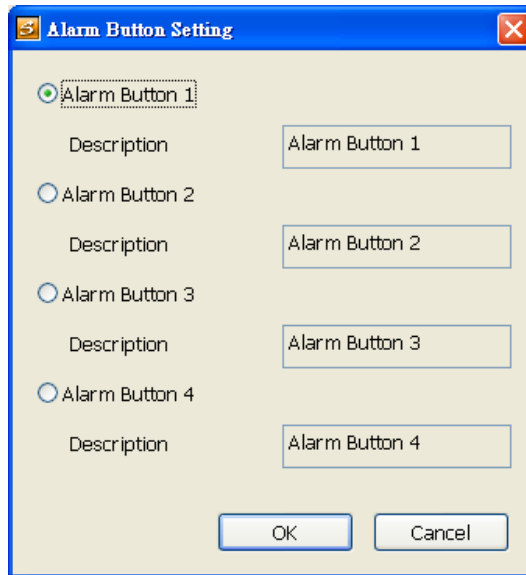 Alarm Button Setting
Alarm Button 1
Description Alarm Button 1
Alarm Button 2
Description Alarm Button 2
Alarm Button 3
Description Alarm Button 3
Alarm Button 4
Description Alarm Button 4
OK Cancel